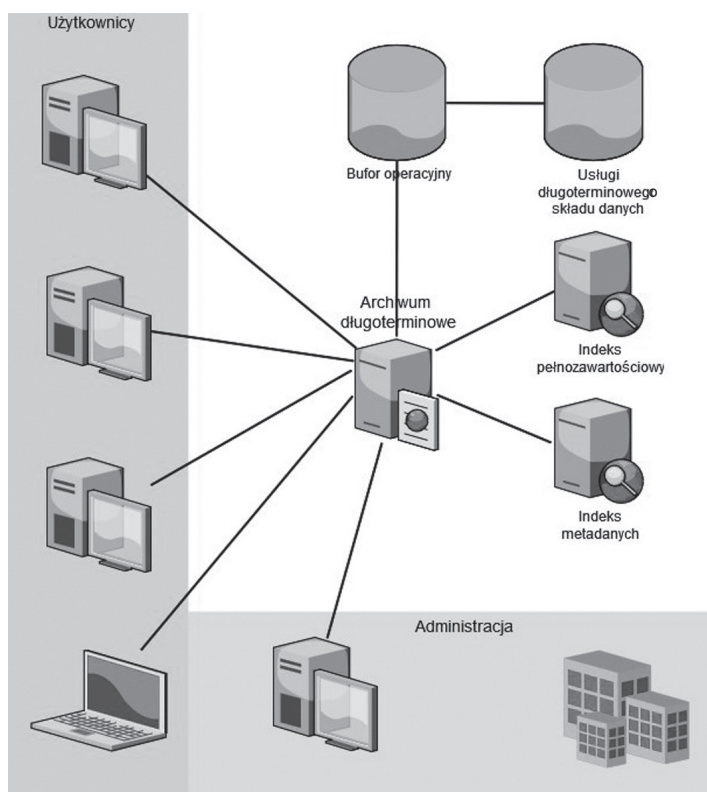 Użytkownicy
Bufor operacyjny
Usługi
długoterminowego
składu danych
Archiwum
długoterminowe
Indeks
pełnozawartościowy
Indeks
metadanych
Administracja